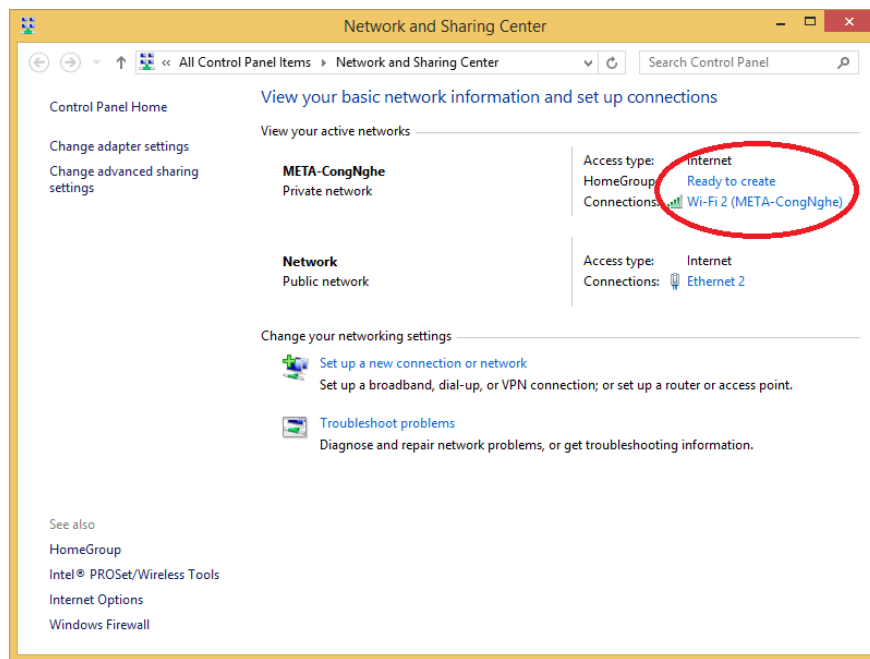 Network and Sharing Center
« All Control Panel Items Network and Sharing Center
Search Control Panel
Control Panel Home
Change adapter settings
Change advanced sharing
settings
View your basic network information and set up connections
View your active networks
META-CongNghe
Private network
Access type: Internet
HomeGroup: Ready to create
Connections: Wi-Fi 2 (META-CongNghe)
Network
Public network
Access type: Internet
Connections: Ethernet 2
Change your networking settings
Set up a new connection or network
Set up a broadband, dial-up, or VPN connection; or set up a router or access point.
Troubleshoot problems
Diagnose and repair network problems, or get troubleshooting information.
See also
HomeGroup
Intel® PROSet/Wireless Tools
Internet Options
Windows Firewall